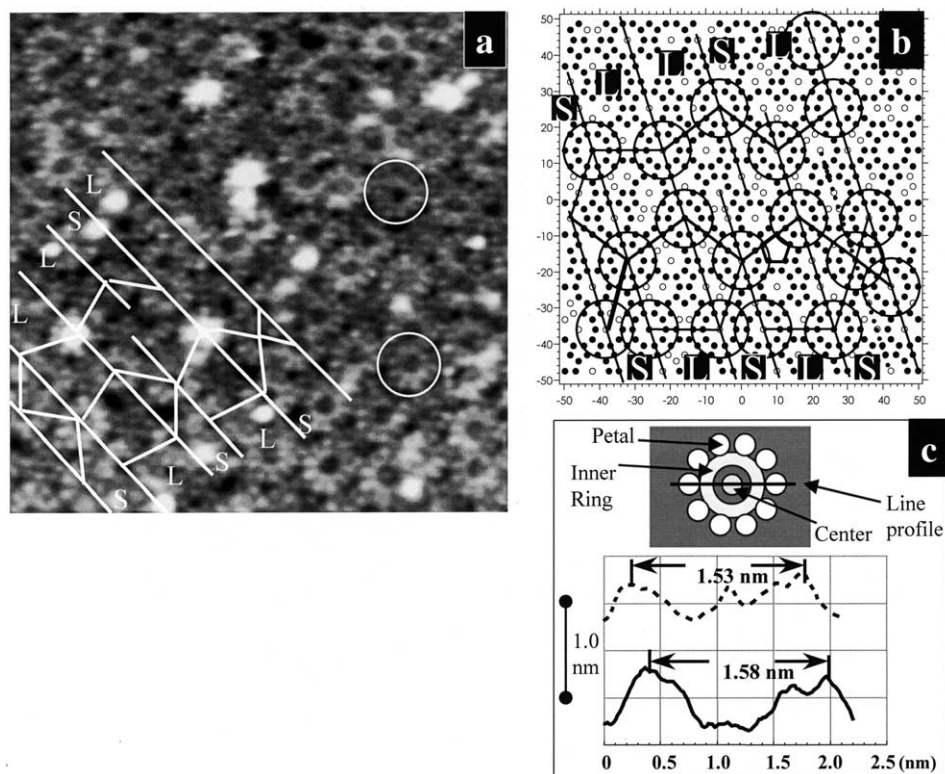 a
L
S
L
L
S
L
S
L
S
S
b
50
40
30
20
10
0
-10
-20
-30
-40
-50
S
L
L
S
L
S
L
S
L
S
-50 -40 -30 -20 -10 0 10 20 30 40 50
c
Petal
Inner
Ring
Line
profile
Center
1.53 nm
1.0
nm
1.58 nm
0 0.5 1.0 1.5 2.0 2.5 (nm)